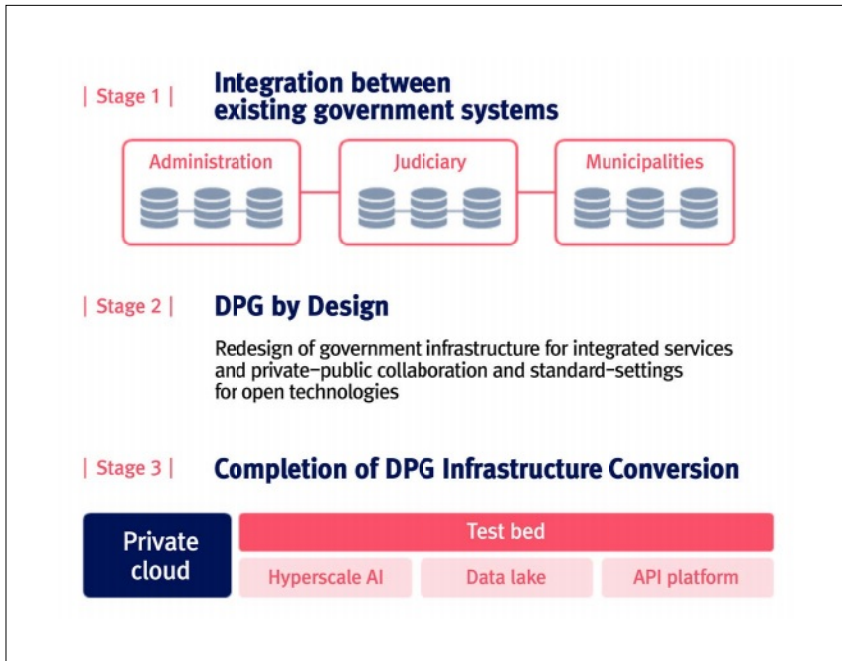 | Stage 1 |
Integration between
existing government systems
Administration
Judiciary
Municipalities
| Stage 2 |
DPG by Design
Redesign of government infrastructure for integrated services
and private-public collaboration and standard-settings
for open technologies
| Stage 3 |
Completion of DPG Infrastructure Conversion
Private
cloud
Test bed
Hyperscale AI
Data lake
API platform